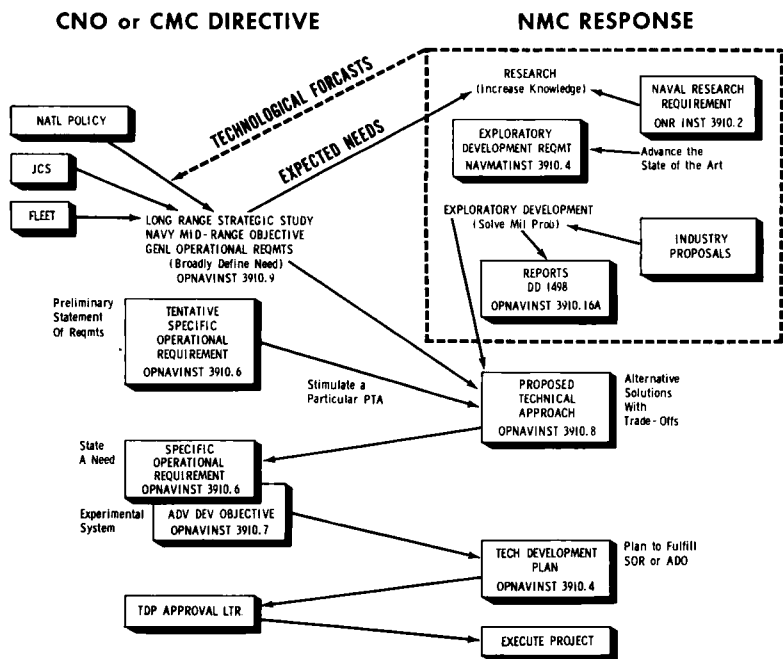 CNO or CMC DIRECTIVE
NMC RESPONSE
TECHNOLOGICAL FORCASTS
EXPECTED NEEDS
NATL POLICY
JCS
FLEET
LONG RANGE STRATEGIC STUDY
NAVY MID-RANGE OBJECTIVE
GENL OPERATIONAL REQMTS
(Broadly Define Need)
OPNAVINST 3910.9
RESEARCH
(Increase Knowledge)
NAVAL RESEARCH
REQUIREMENT
ONR INST 3910.2
EXPLORATORY
DEVELOPMENT REQMT
NAVMATINST 3910.4
Advance the
State of the Art
EXPLORATORY DEVELOPMENT
(Solve Mil Prob)
INDUSTRY
PROPOSALS
REPORTS
DD 1498
OPNAVINST 3910.16A
Preliminary
Statement
Of Reqmts
TENTATIVE
SPECIFIC
OPERATIONAL
REQUIREMENT
OPNAVINST 3910.6
Stimulate a
Particular PTA
PROPOSED
TECHNICAL
APPROACH
OPNAVINST 3910.8
Alternative
Solutions
With
Trade-Offs
State
A Need
SPECIFIC
OPERATIONAL
REQUIREMENT
OPNAVINST 3910.6
Experimental
System
ADV DEV OBJECTIVE
OPNAVINST 3910.7
TECH DEVELOPMENT
PLAN
OPNAVINST 3910.4
Plan to Fulfill
SOR or ADO
TDP APPROVAL LTR.
EXECUTE PROJECT